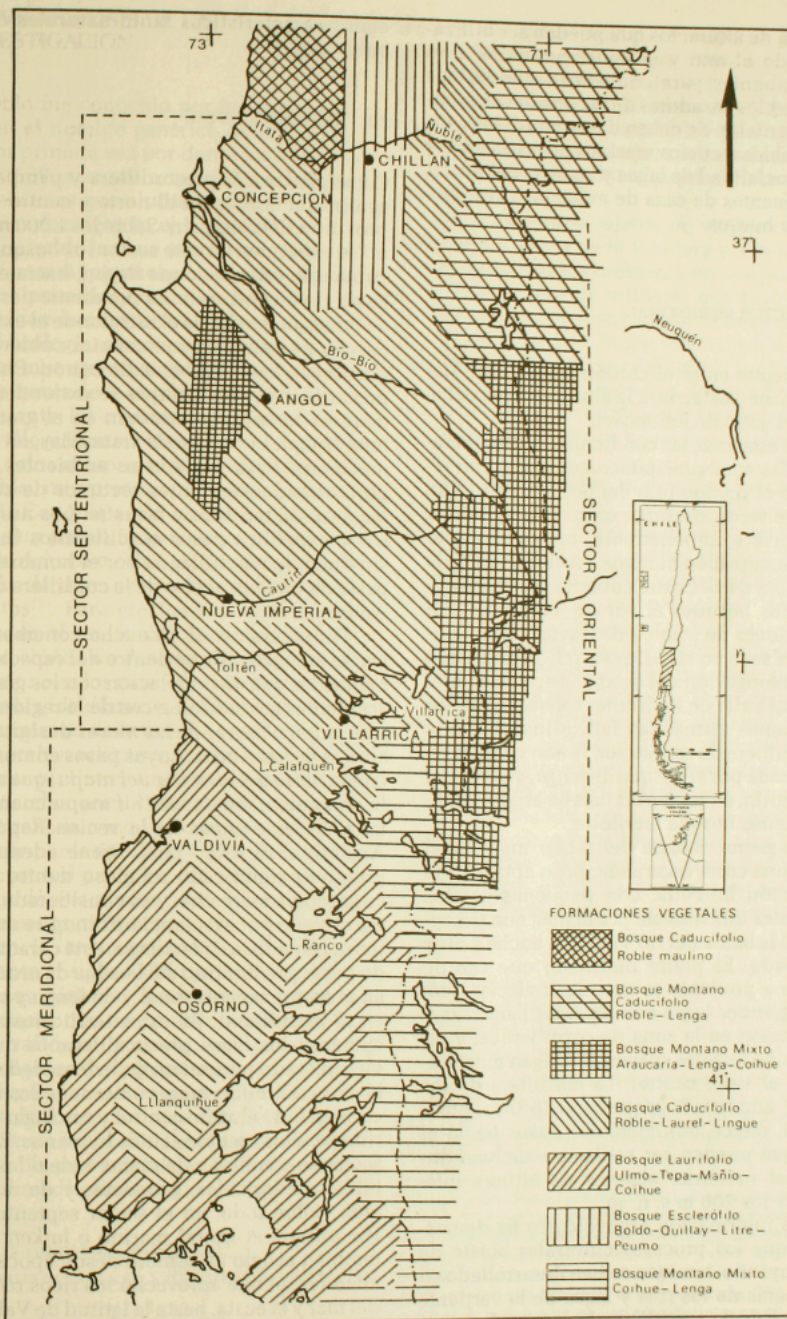 73
71°
Itata
Ñuble
CHILLAN
CONCEPCION
37
Neuquén
Bío-Bío
ANGOL
SECTOR SEPTENTRIONAL
SECTOR ORIENTAL
CHILE
Cautín
NUEVA IMPERIAL
Toltén
L. Villarrica
VILLARRICA
L. Calafquén
VALDIVIA
L. Ranco
OSORNO
SECTOR MERIDIONAL
L. Llanquihue
FORMACIONES VEGETALES
Bosque Caducifolio
Roble maulino
Bosque Montano
Caducifolio
Roble-Lenga
Bosque Montano Mixto
Araucaria-Lenga-Coihue
41°
Bosque Caducifolio
Roble-Laurel-Lingue
Bosque Laurifolio
Ulmo-Tepa-Mañio-
Coihue
Bosque Esclerófilo
Boldo-Quillay-Litre-
Peumo
Bosque Montano Mixto
Coihue-Lenga